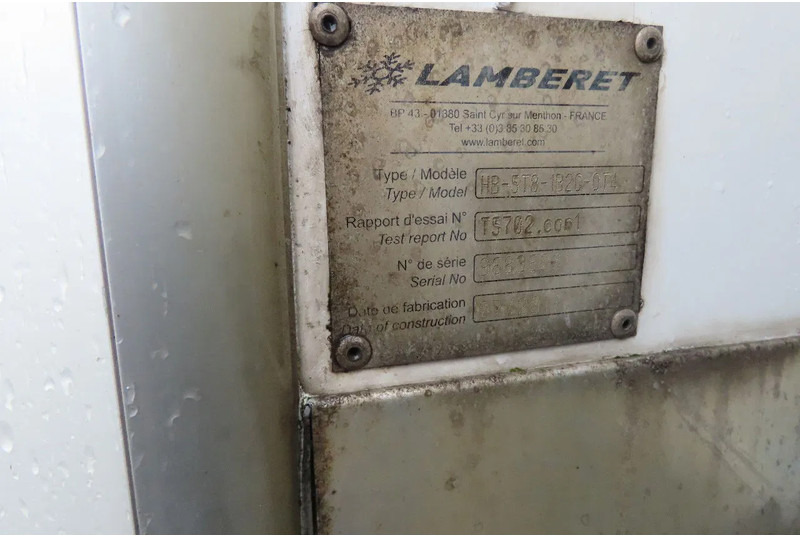 LAMBERET
BP 43 - 01380 Saint Cyr sur Menthon - FRANCE
Tel +33 (0)3 85 30 85 30
www.lamberet.com
Type / Modèle
Type / Model
Rapport d'essai N° T5702.
Test report No
N° de série
Serial No
Date de fabrication
Date of construction